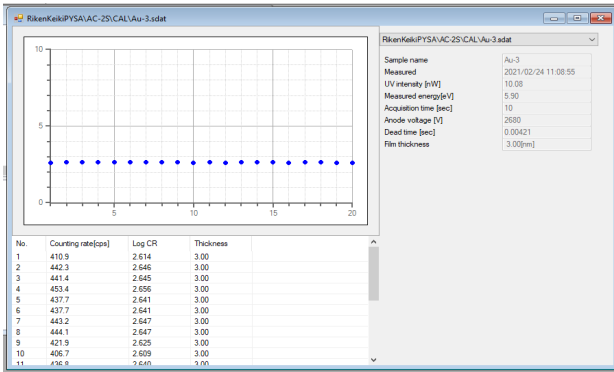 RikenKeikiPYSA\AC-2S\CAL\Au-3.sdat
10
5
0
5 10 15 20
RikenKeikiPYSA\AC-2S\CAL\Au-3.sdat
Sample name Au-3
Measured 2021/02/24 11:08:55
UV intensity [nW] 10.08
Measured energy[eV] 5.90
Acquisition time [sec] 10
Anode voltage [V] 2680
Dead time [sec] 0.00421
Film thickness 3.00[nm]
No. Counting rate[cps] Log CR Thickness
1 410.9 2.614 3.00
2 442.3 2.646 3.00
3 441.4 2.645 3.00
4 453.4 2.656 3.00
5 437.7 2.641 3.00
6 437.7 2.641 3.00
7 443.2 2.647 3.00
8 444.1 2.647 3.00
9 421.9 2.625 3.00
10 406.7 2.609 3.00
11 436.8 2.640 3.00